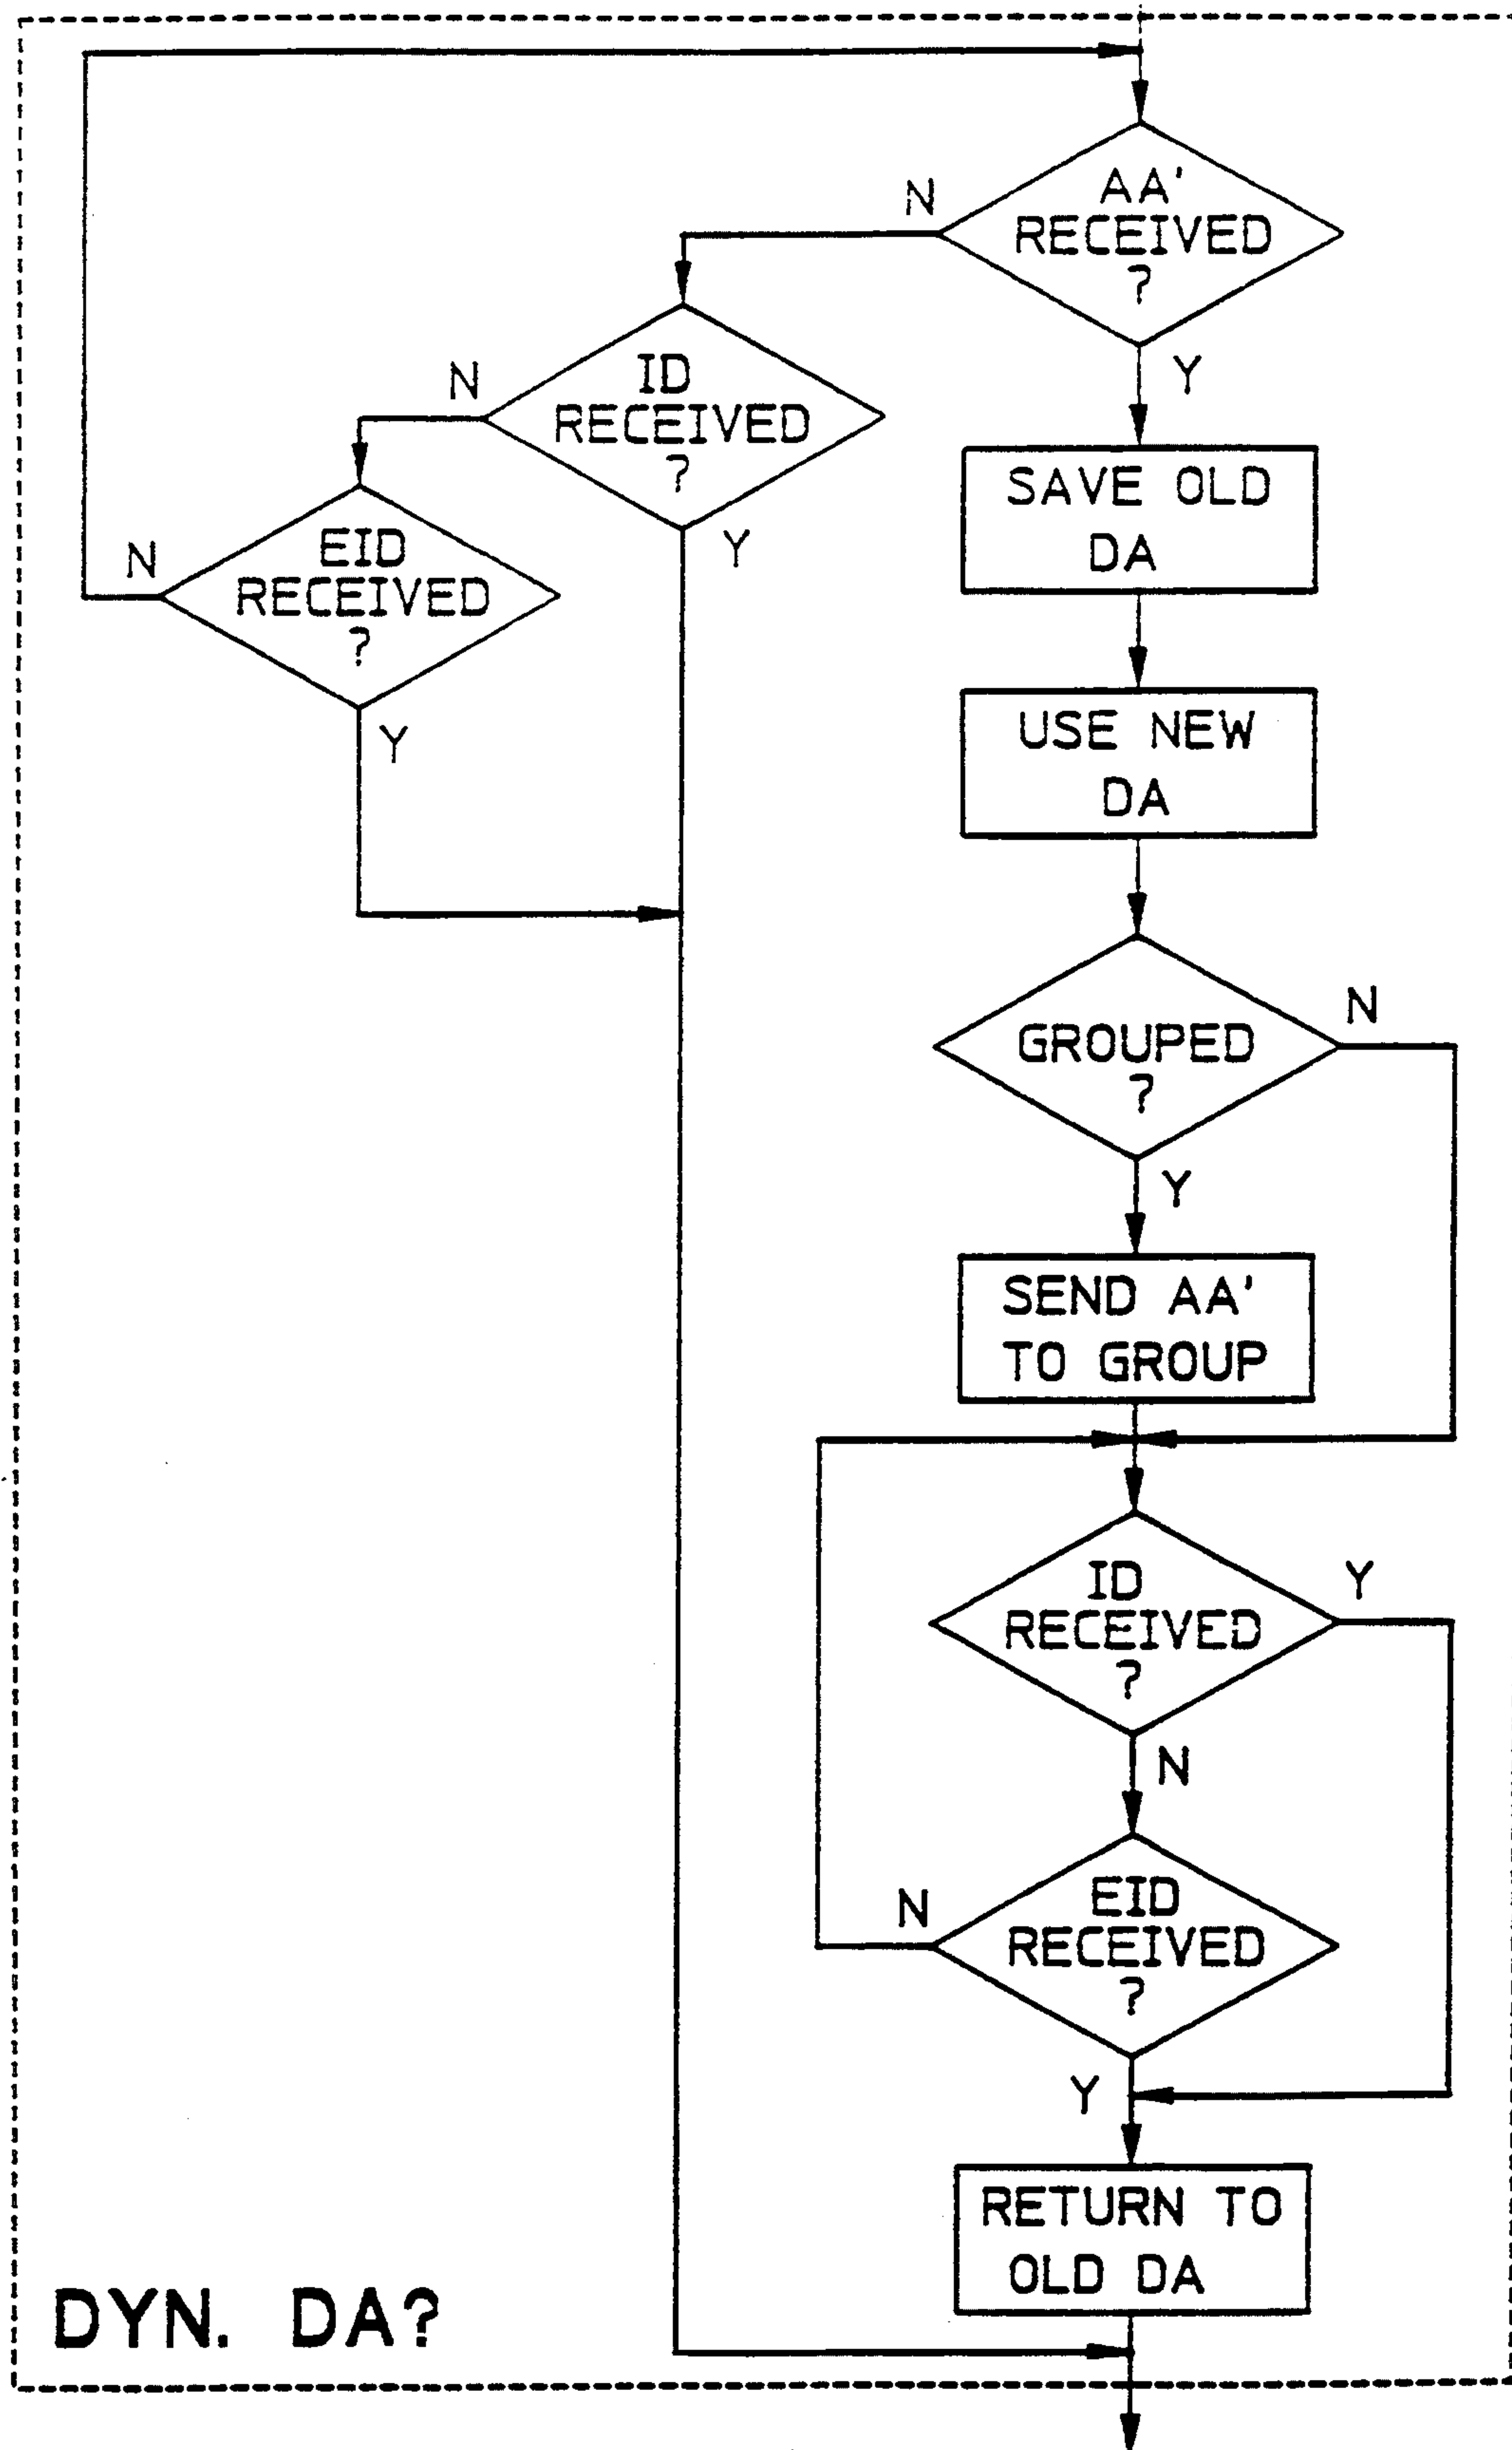 AA'
RECEIVED
?
N
Y
ID
RECEIVED
?
N
Y
EID
RECEIVED
?
N
Y
SAVE OLD
DA
USE NEW
DA
GROUPED
?
N
Y
SEND AA'
TO GROUP
ID
RECEIVED
?
Y
N
EID
RECEIVED
?
N
Y
RETURN TO
OLD DA
DYN. DA?